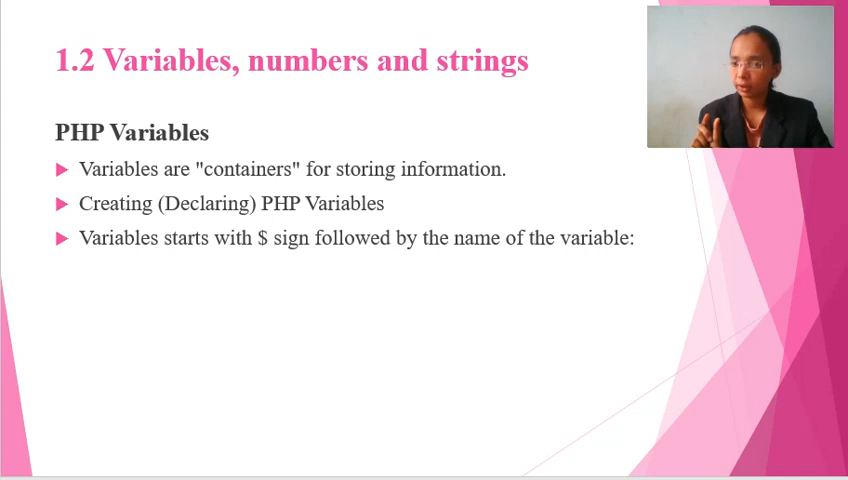 1.2 Variables, numbers and strings
PHP Variables
Variables are "containers" for storing information.
Creating (Declaring) PHP Variables
Variables starts with $ sign followed by the name of the variable: